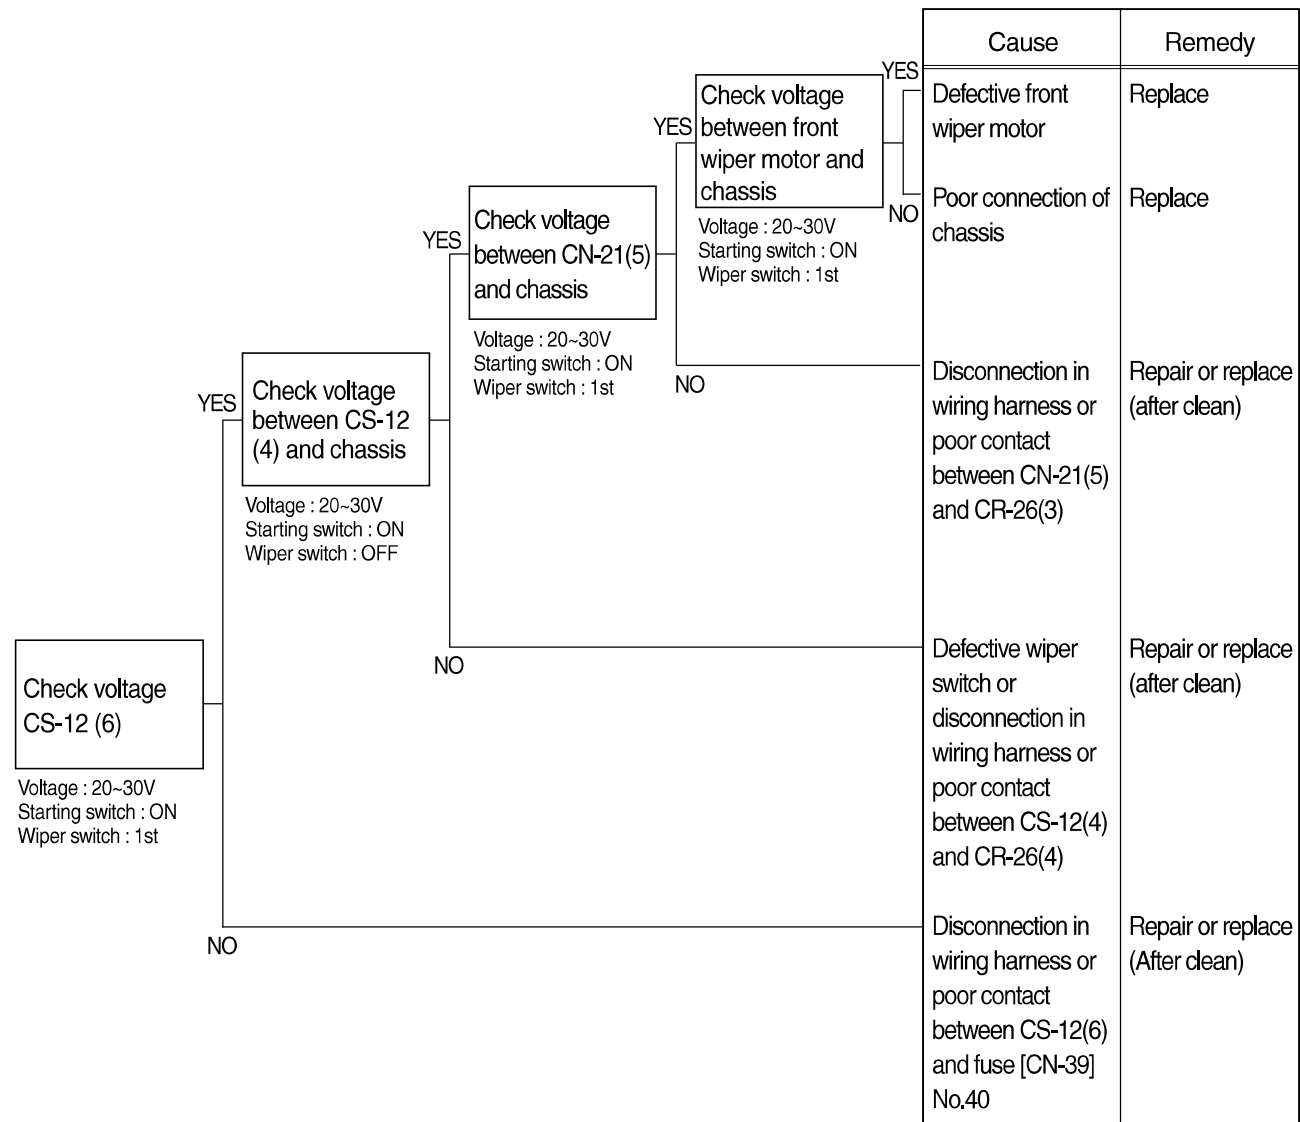 Cause
Remedy
YES
Check voltage
between front
wiper motor and
chassis
Voltage : 20~30V
Starting switch : ON
Wiper switch : 1st
Defective front
wiper motor
Replace
NO
Poor connection of
chassis
Replace
YES
Check voltage
between CN-21(5)
and chassis
Voltage : 20~30V
Starting switch : ON
Wiper switch : 1st
NO
Disconnection in
wiring harness or
poor contact
between CN-21(5)
and CR-26(3)
Repair or replace
(after clean)
YES
Check voltage
between CS-12
(4) and chassis
Voltage : 20~30V
Starting switch : ON
Wiper switch : OFF
NO
Defective wiper
switch or
disconnection in
wiring harness or
poor contact
between CS-12(4)
and CR-26(4)
Repair or replace
(after clean)
YES
Check voltage
CS-12 (6)
Voltage : 20~30V
Starting switch : ON
Wiper switch : 1st
NO
Disconnection in
wiring harness or
poor contact
between CS-12(6)
and fuse [CN-39]
No.40
Repair or replace
(After clean)